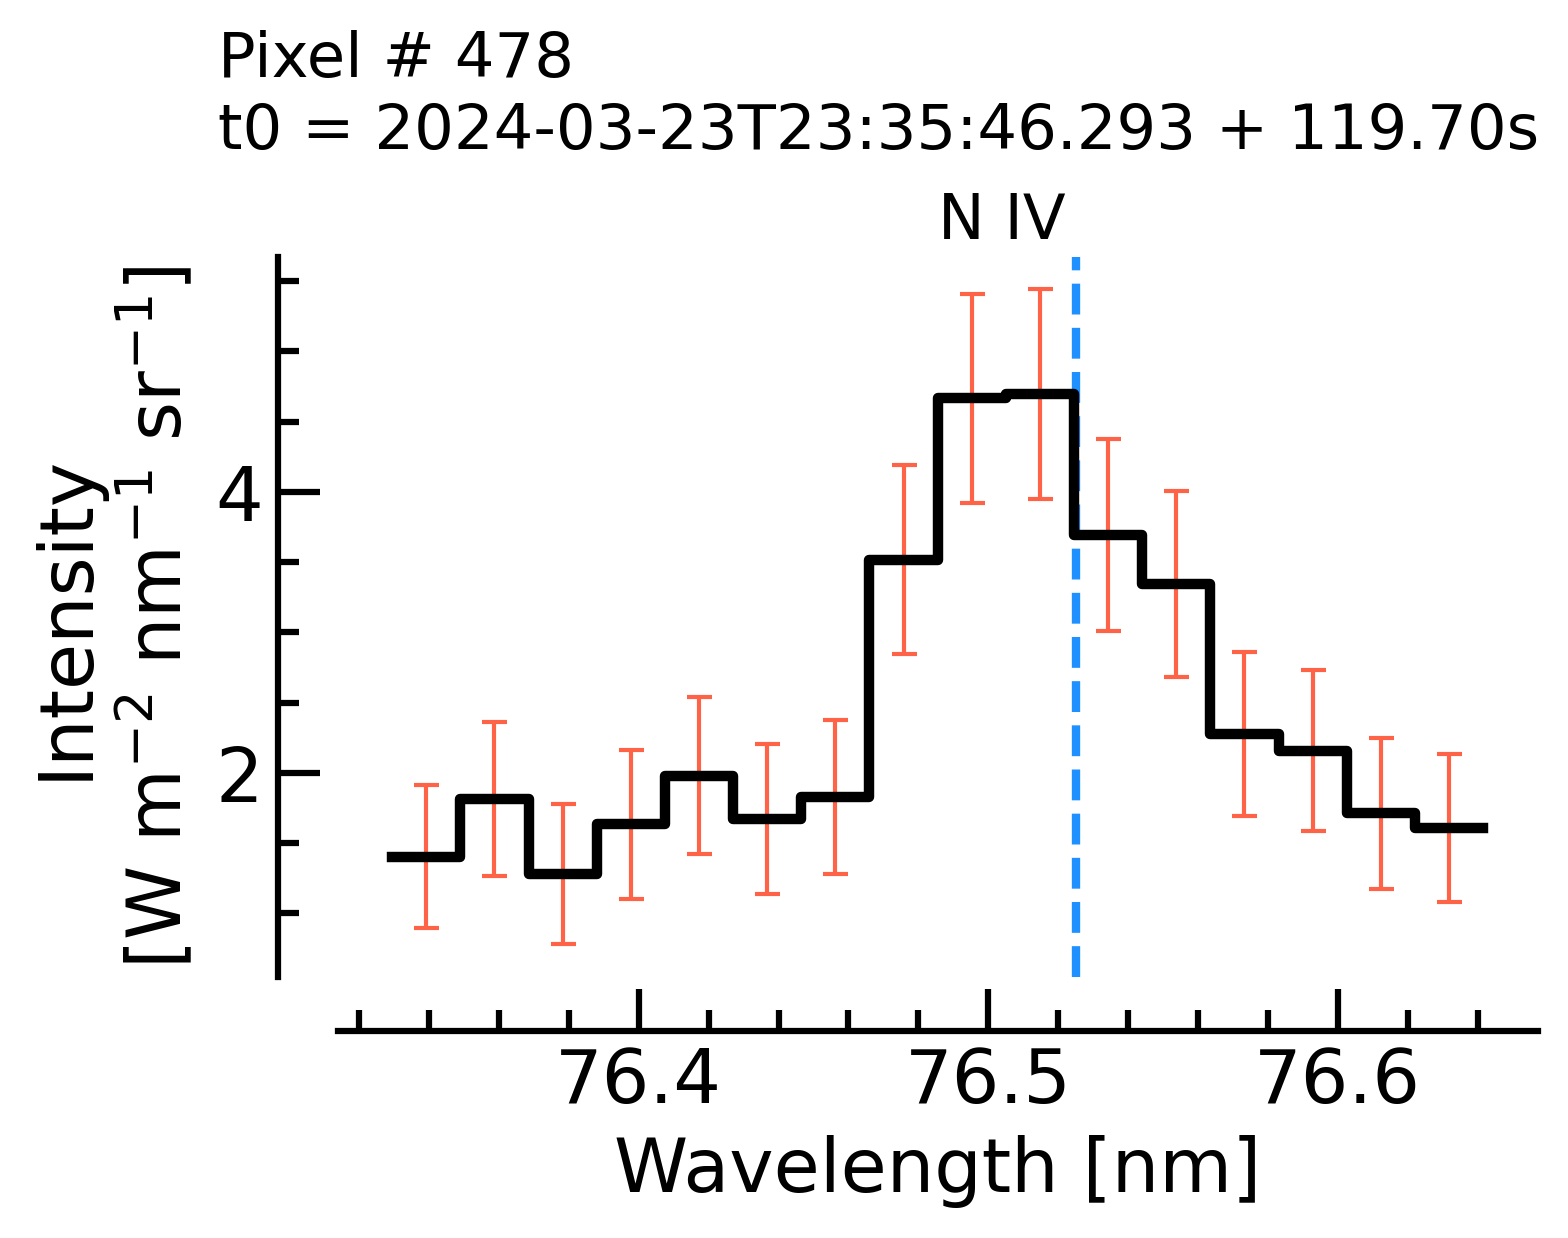 Pixel # 478
t0 = 2024-03-23T23:35:46.293 + 119.70s
N IV
Intensity
[W m⁻² nm⁻¹ sr⁻¹]
4
2
76.4 76.5 76.6
Wavelength [nm]